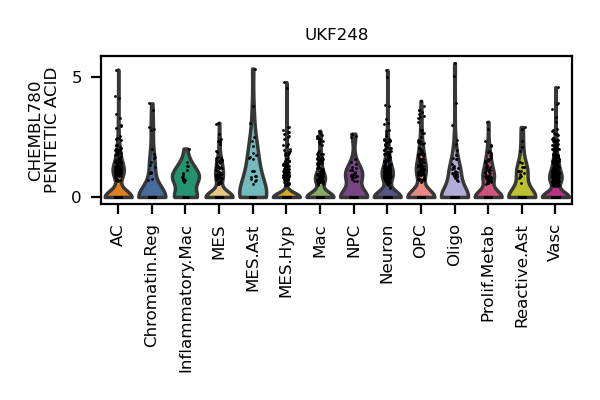 UKF248
CHEMBL780
PENTETIC ACID
5
0
AC
Chromatin.Reg
Inflammatory.Mac
MES
MES.Ast
MES.Hyp
Mac
NPC
Neuron
OPC
Oligo
Prolif.Metab
Reactive.Ast
Vasc